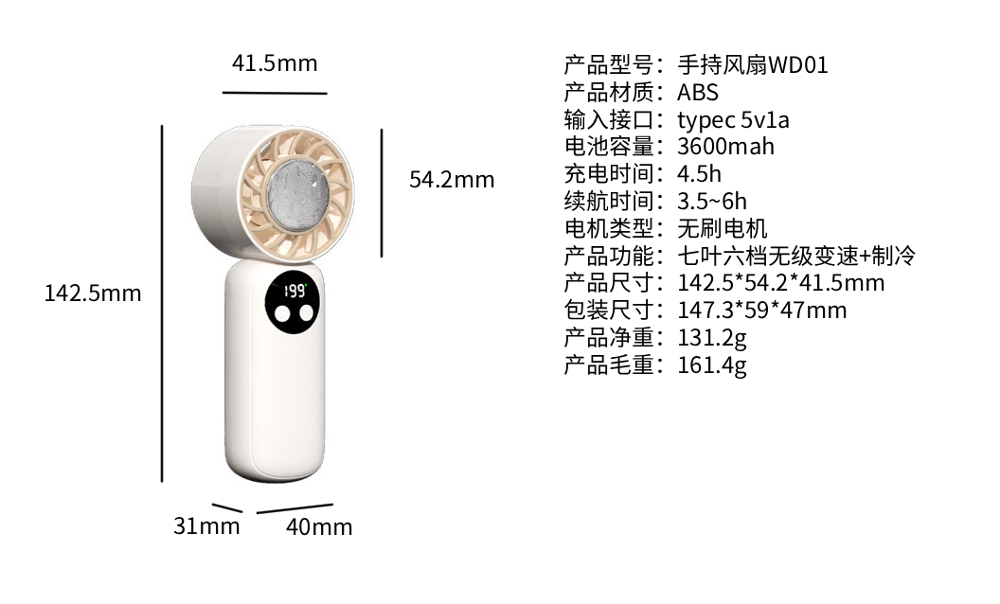 41.5mm
54.2mm
142.5mm
199
31mm
40mm
产品型号：手持风扇WD01
产品材质：ABS
输入接口：typec 5v1a
电池容量：3600mah
充电时间：4.5h
续航时间：3.5~6h
电机类型：无刷电机
产品功能：七叶六档无级变速+制冷
产品尺寸：142.5*54.2*41.5mm
包装尺寸：147.3*59*47mm
产品净重：131.2g
产品毛重：161.4g